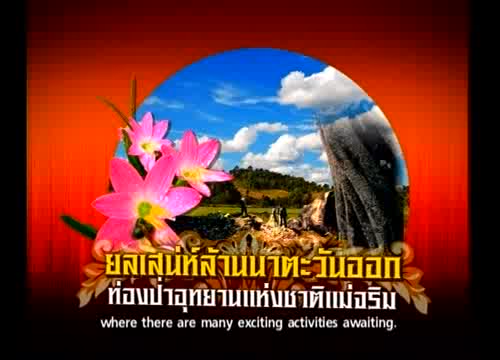 ยลเสน่ห์ล้านนาตะวันออก
ท่องป่าอุทยานแห่งชาติแม่จริม
where there are many exciting activities awaiting.